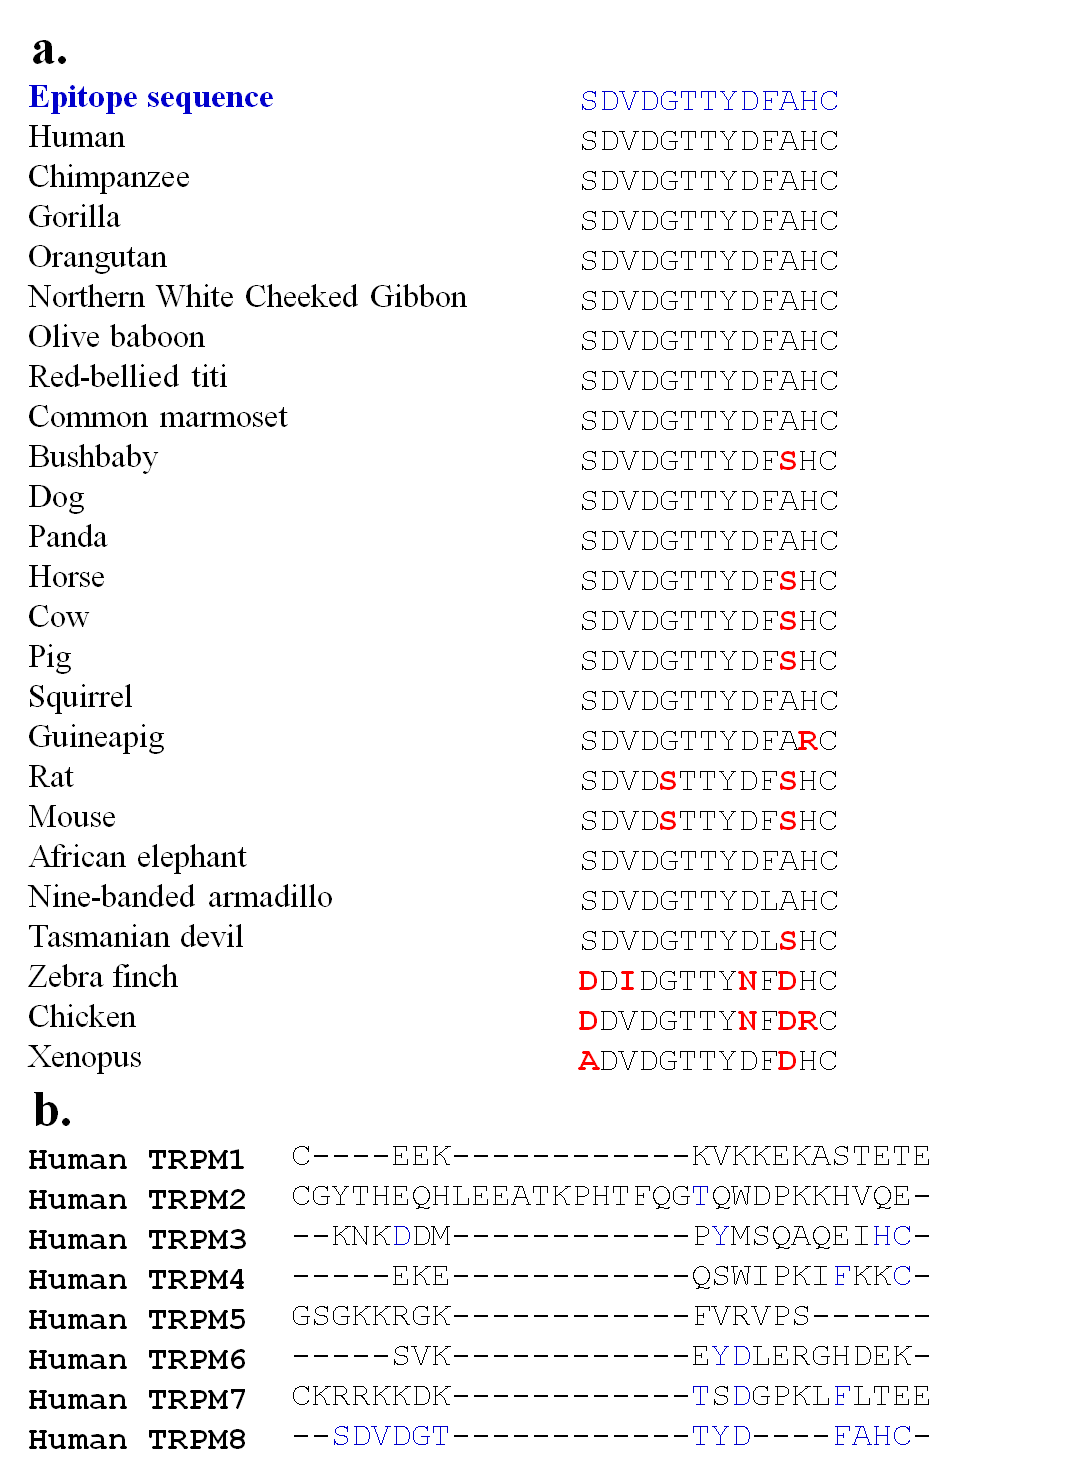 a.
Epitope sequence SDVDGTTYDFAHC
Human SDVDGTTYDFAHC
Chimpanzee SDVDGTTYDFAHC
Gorilla SDVDGTTYDFAHC
Orangutan SDVDGTTYDFAHC
Northern White Cheeked Gibbon SDVDGTTYDFAHC
Olive baboon SDVDGTTYDFAHC
Red-bellied titi SDVDGTTYDFAHC
Common marmoset SDVDGTTYDFAHC
Bushbaby SDVDGTTYDFSHC
Dog SDVDGTTYDFAHC
Panda SDVDGTTYDFAHC
Horse SDVDGTTYDFSHC
Cow SDVDGTTYDFSHC
Pig SDVDGTTYDFSHC
Squirrel SDVDGTTYDFAHC
Guineapig SDVDGTTYDFARC
Rat SDVDSTTYDFSHC
Mouse SDVDSTTYDFSHC
African elephant SDVDGTTYDFAHC
Nine-banded armadillo SDVDGTTYDLAHC
Tasmanian devil SDVDGTTYDLSHC
Zebra finch DDIDGTTYNFDHC
Chicken DDVDGTTYNFDRC
Xenopus ADVDGTTYDFDHC
b.
Human TRPM1 C----EEK------------KVKKEKASTETE
Human TRPM2 CGYTHEQHLEEATKPHTFQGTQWDPKKHVQE-
Human TRPM3 --KNKDDM------------PYMSQAQEIHC-
Human TRPM4 -----EKE------------QSWIPKIFKKC-
Human TRPM5 GSGKKRGK------------FVRVPS------
Human TRPM6 -----SVK------------EYDLERGHDEK-
Human TRPM7 CKRRKKDK------------TSDGPKLFLTEE
Human TRPM8 --SDVDGT------------TYD----FAHC-